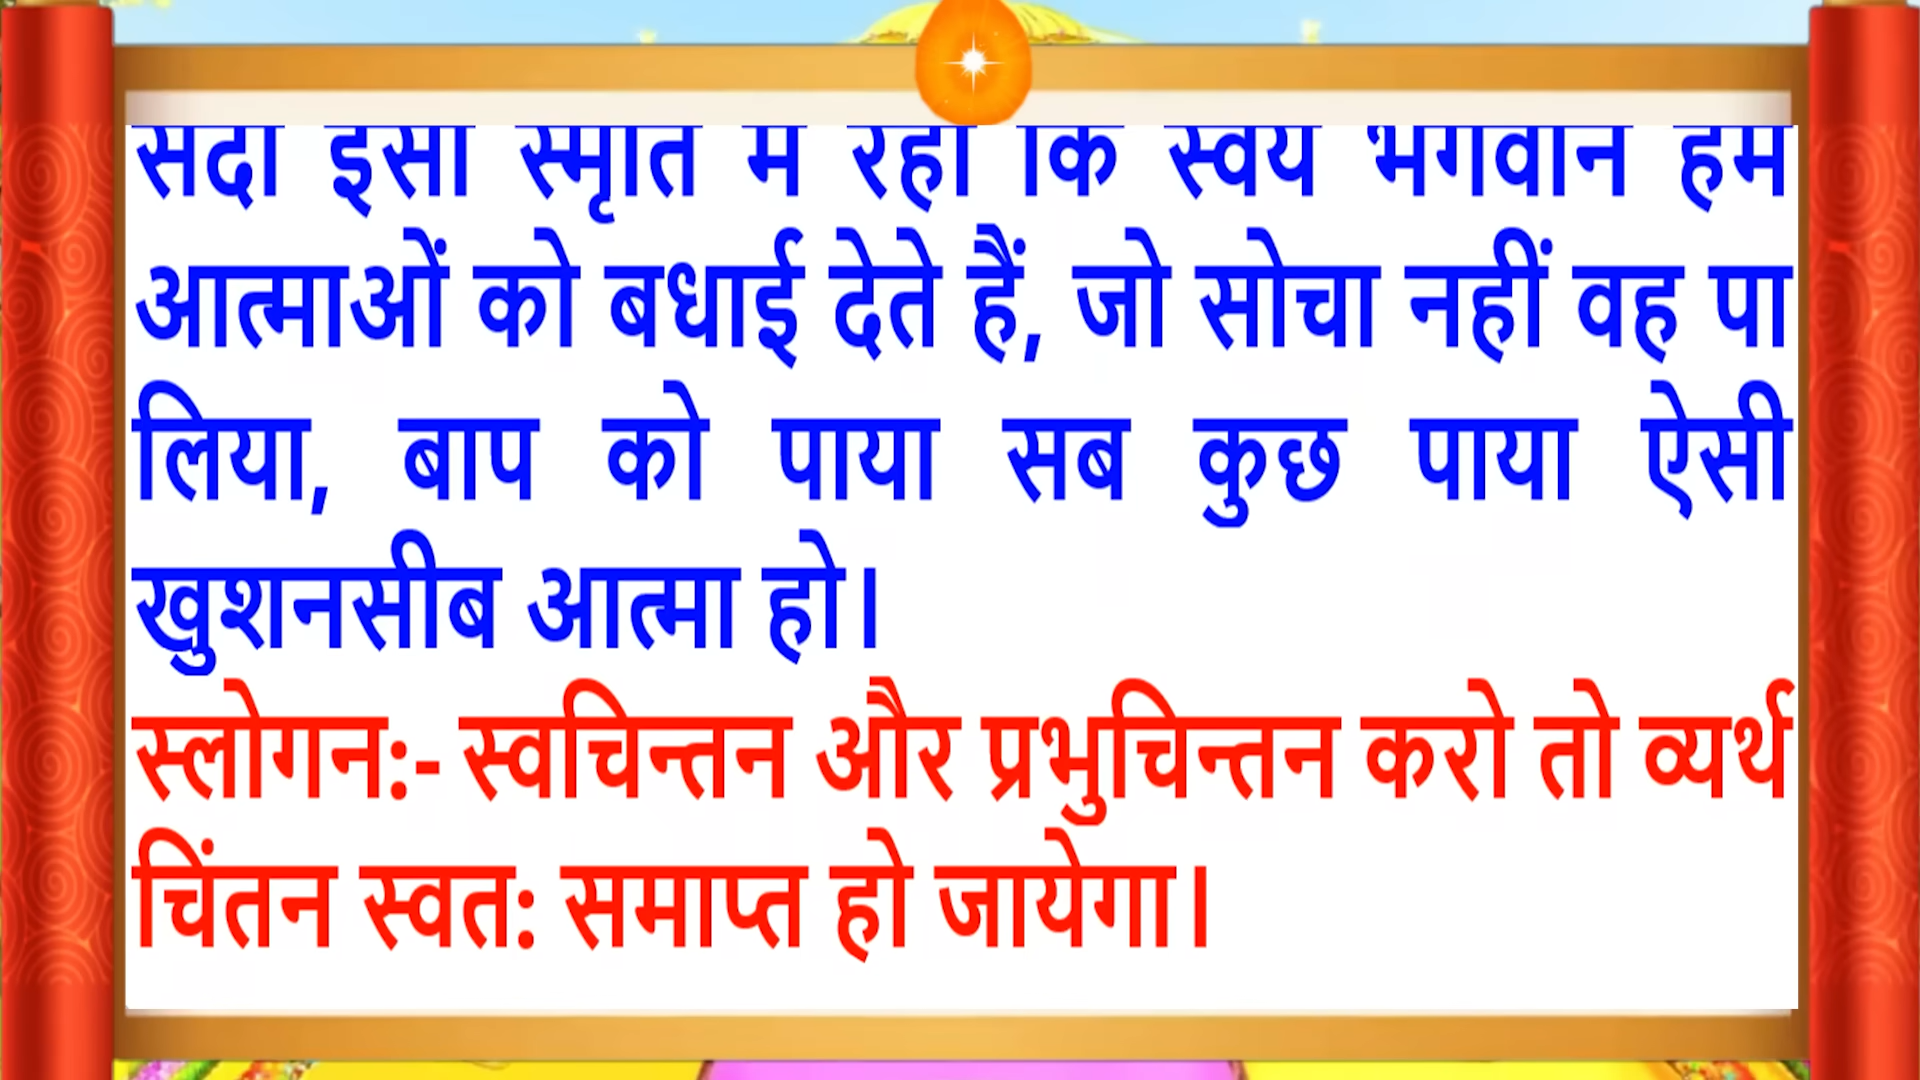 सदा इसी स्मृति में रहो कि स्वयं भगवान हम
आत्माओं को बधाई देते हैं, जो सोचा नहीं वह पा
लिया, बाप को पाया सब कुछ पाया ऐसी
खुशनसीब आत्मा हो।
स्लोगन:- स्वचिन्तन और प्रभुचिन्तन करो तो व्यर्थ
चिंतन स्वत: समाप्त हो जायेगा।